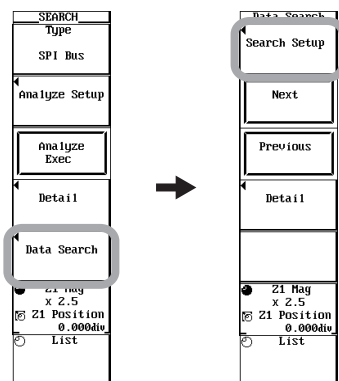 SEARCH
Type
SPI Bus
Analyze Setup
Analyze
Exec
Detail
Data Search
Z1 Mag
x 2.5
Z1 Position
0.000div
List
Data Search
Search Setup
Next
Previous
Detail
Z1 Mag
x 2.5
Z1 Position
0.000div
List